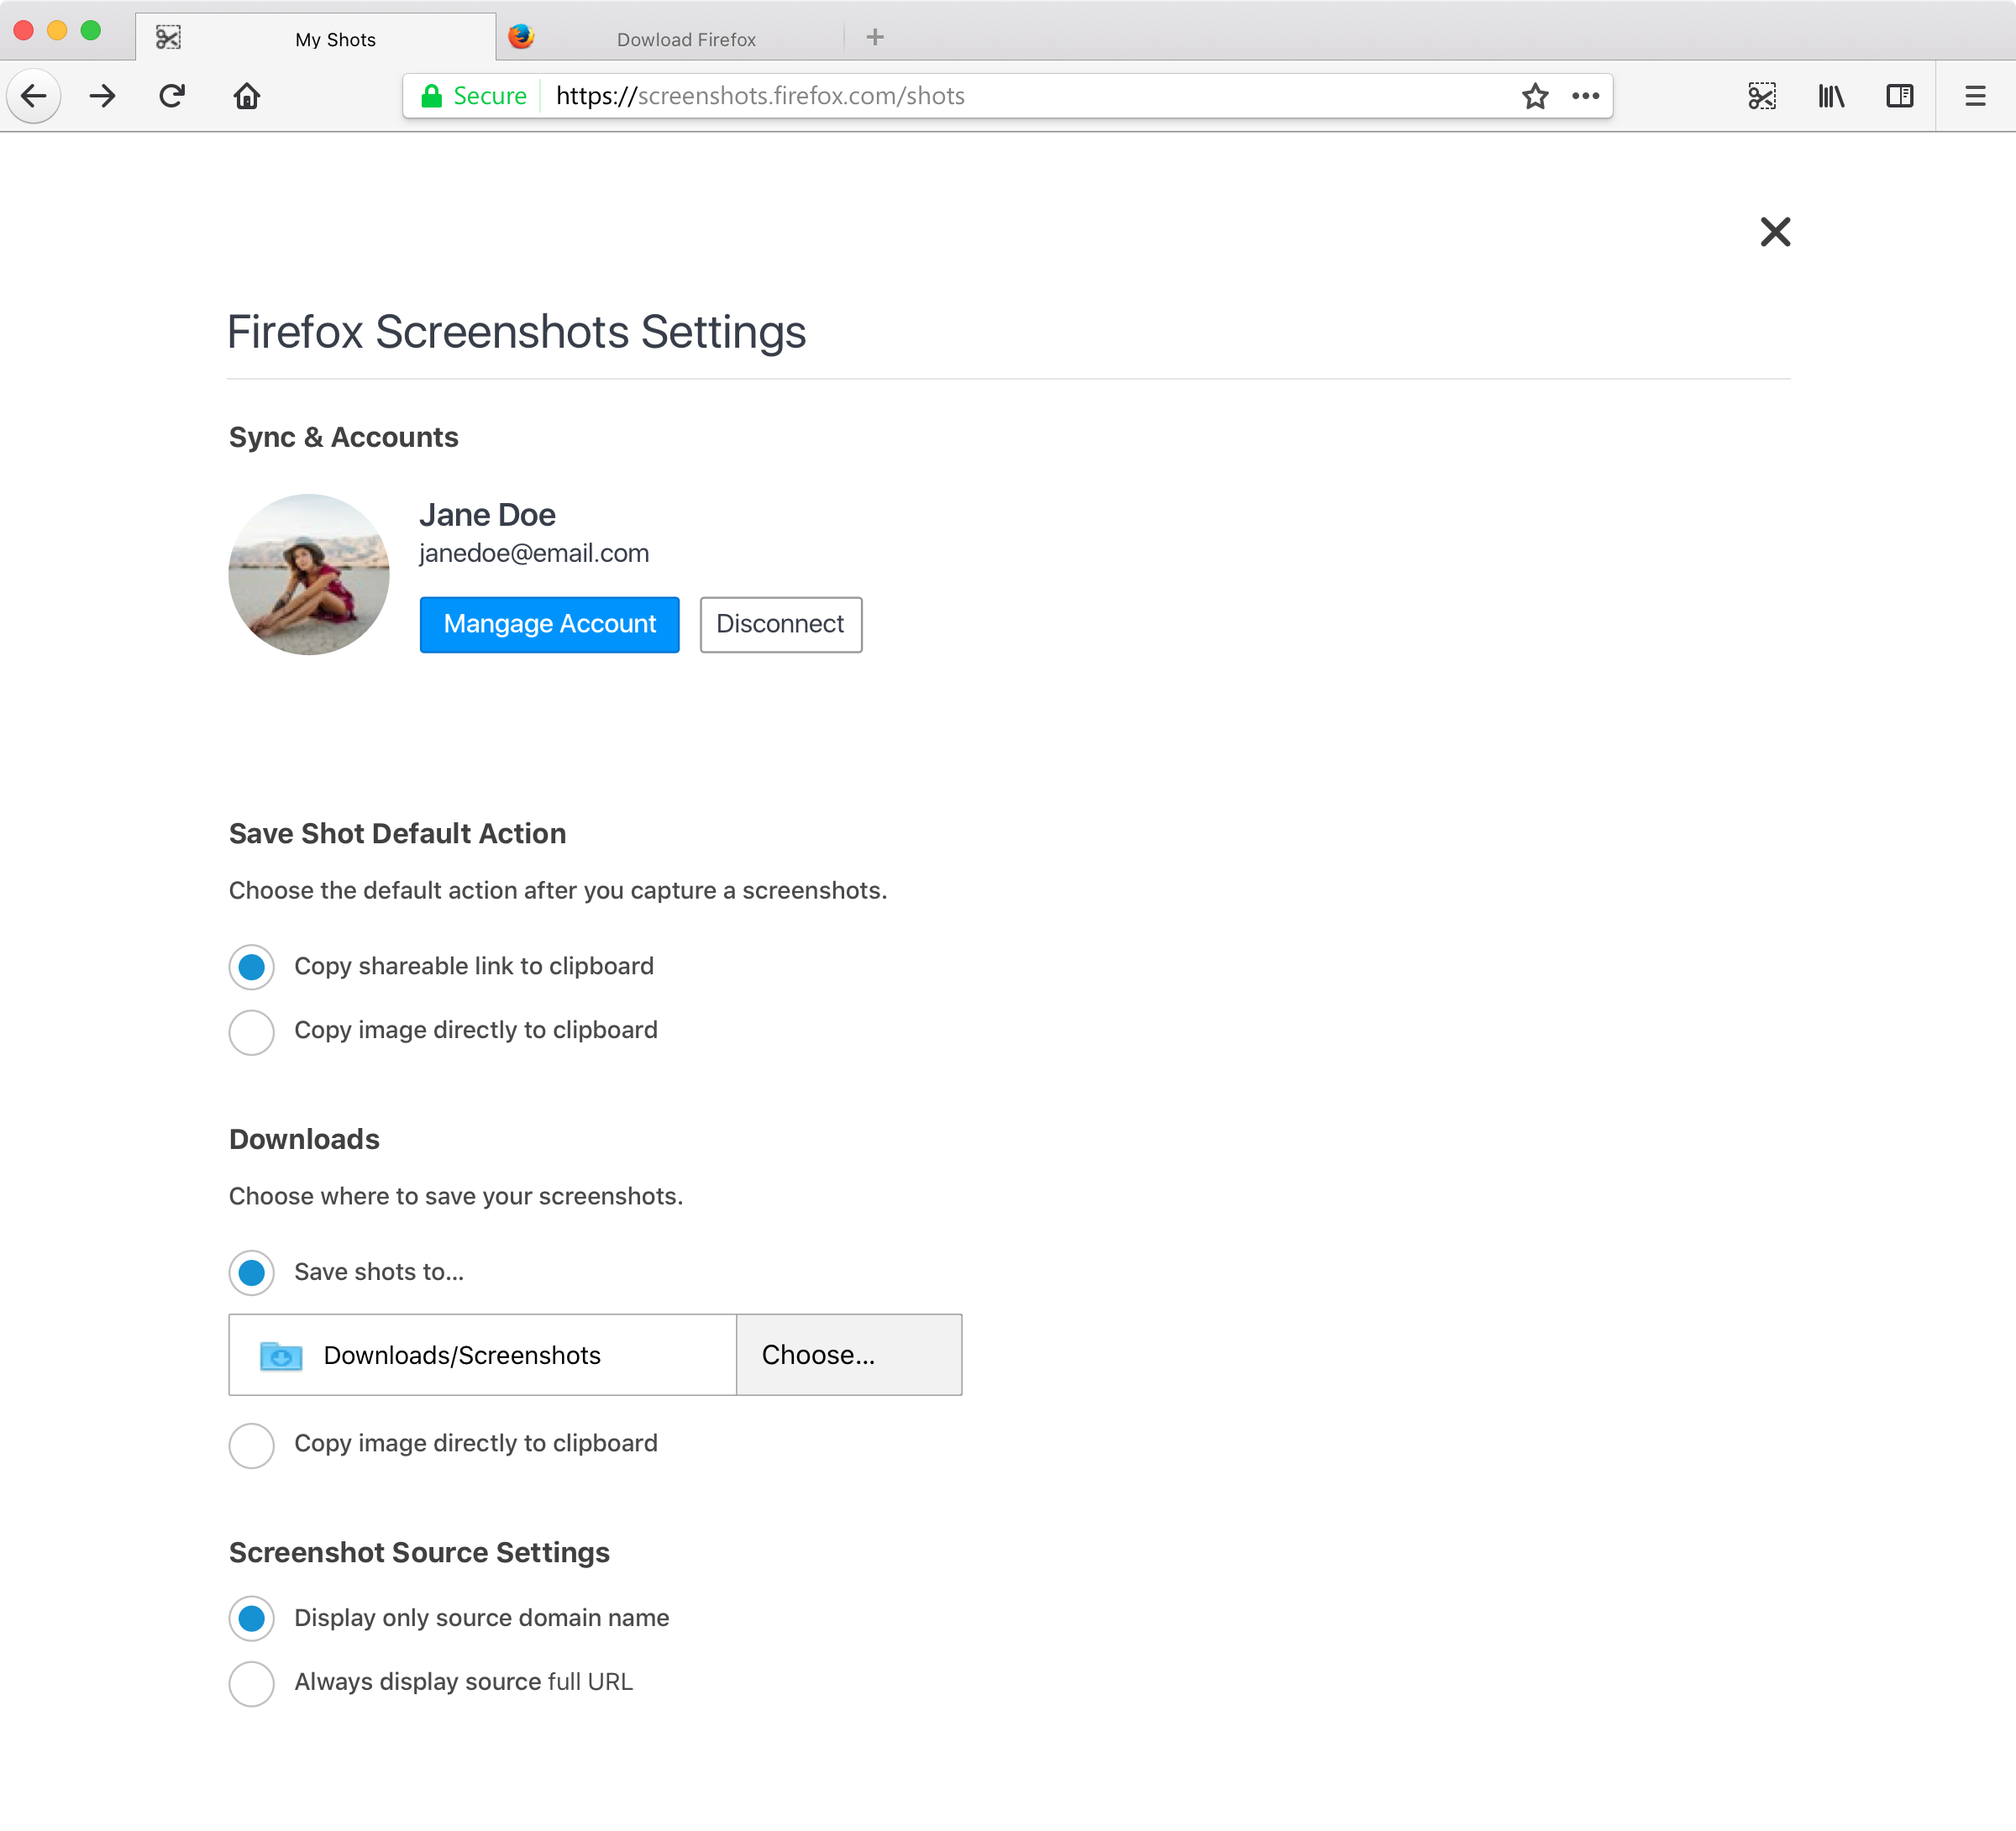 My Shots
Dowload Firefox
Secure https://screenshots.firefox.com/shots
Firefox Screenshots Settings
Sync & Accounts
Jane Doe
janedoe@email.com
Mangage Account Disconnect
Save Shot Default Action
Choose the default action after you capture a screenshots.
Copy shareable link to clipboard
Copy image directly to clipboard
Downloads
Choose where to save your screenshots.
Save shots to...
Downloads/Screenshots Choose...
Copy image directly to clipboard
Screenshot Source Settings
Display only source domain name
Always display source full URL